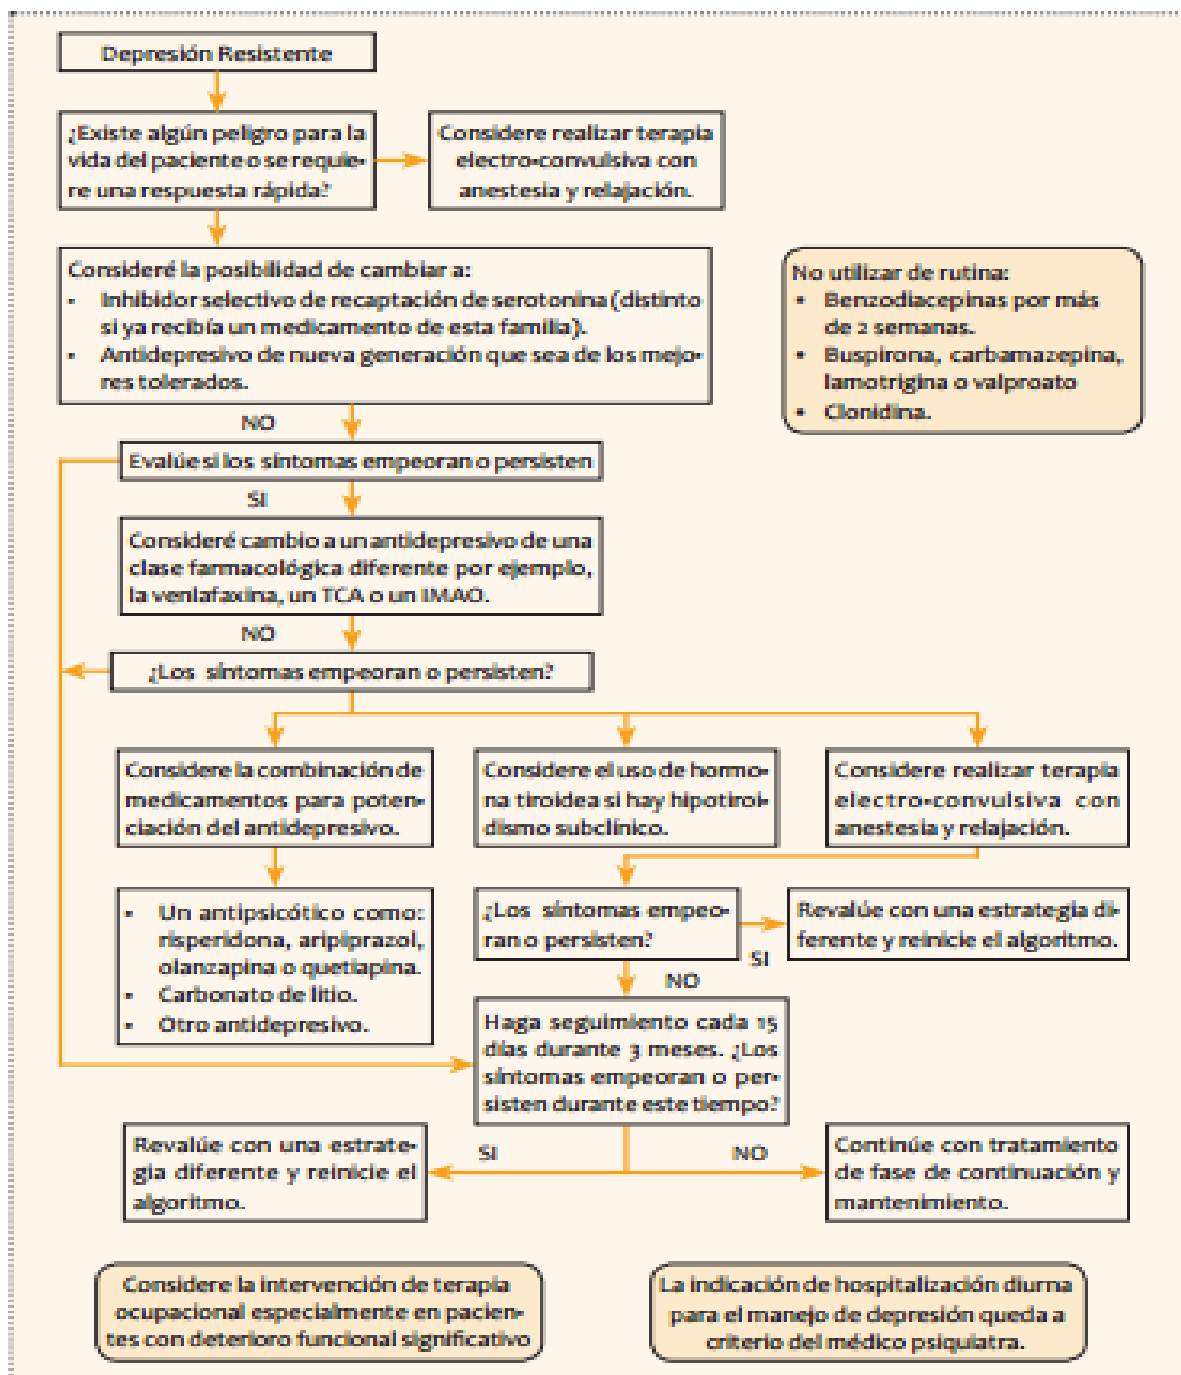 Depresión Resistente
¿Existe algún peligro para la
vida del paciente o se requie-
re una respuesta rápida?
Considere realizar terapia
electro-convulsiva con
anestesia y relajación.
Consideré la posibilidad de cambiar a:
• Inhibidor selectivo de recaptación de serotonina (distinto
si ya recibía un medicamento de esta familia).
• Antidepresivo de nueva generación que sea de los mejo-
res tolerados.
No utilizar de rutina:
• Benzodiacepinas por más
de 2 semanas.
• Buspirona, carbamazepina,
lamotrigina o valproato
• Clonidina.
NO
Evalúe si los síntomas empeoran o persisten
SI
Consideré cambio a un antidepresivo de una
clase farmacológica diferente por ejemplo,
la venlafaxina, un TCA o un IMAO.
NO
¿Los síntomas empeoran o persisten?
Considere la combinación de
medicamentos para poten-
ciación del antidepresivo.
Considere el uso de hormo-
na tiroidea si hay hipotiroi-
dismo subclínico.
Considere realizar terapia
electro-convulsiva con
anestesia y relajación.
• Un antipsicótico como:
risperidona, aripiprazol,
olanzapina o quetiapina.
• Carbonato de litio.
• Otro antidepresivo.
¿Los síntomas empeo-
ran o persisten?
SI
Revalúe con una estrategia di-
ferente y reinicie el algoritmo.
NO
Haga seguimiento cada 15
días durante 3 meses. ¿Los
síntomas empeoran o per-
sisten durante este tiempo?
SI
NO
Revalúe con una estrate-
gia diferente y reinicie el
algoritmo.
Continúe con tratamiento
de fase de continuación y
mantenimiento.
Considere la intervención de terapia
ocupacional especialmente en pacien-
tes con deterioro funcional significativo
La indicación de hospitalización diurna
para el manejo de depresión queda a
criterio del médico psiquiatra.